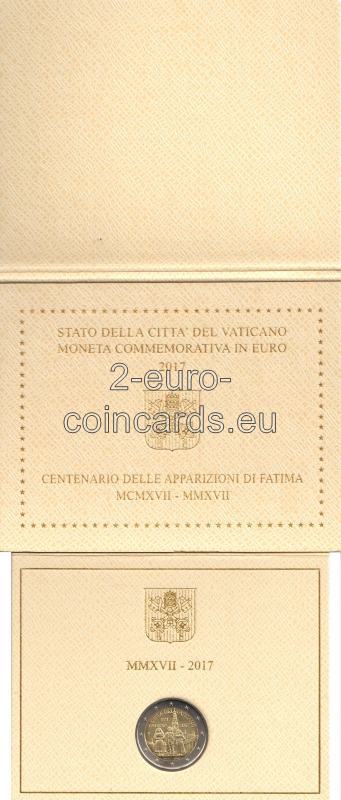 STATO DELLA CITTA' DEL VATICANO
MONETA COMMEMORATIVA IN EURO
2017
2-euro-
coincards.eu
CENTENARIO DELLE APPARIZIONI DI FATIMA
MCMXVII - MMXVII
MMXVII - 2017